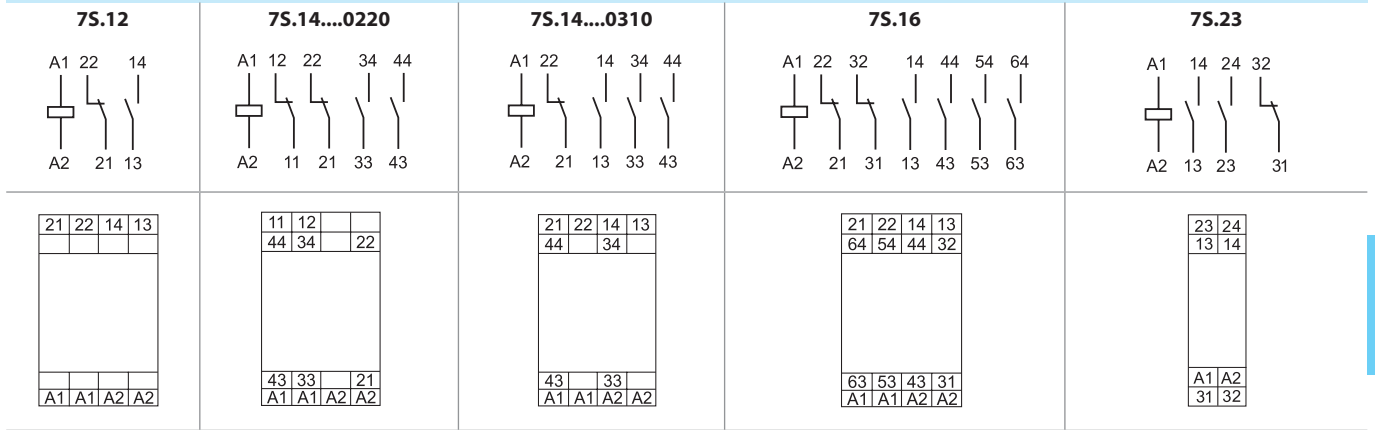 7S.12 7S.14....0220 7S.14....0310 7S.16 7S.23
A1 22 14 A1 12 22 34 44 A1 22 14 34 44 A1 22 32 14 44 54 64 A1 14 24 32
A2 21 13 A2 11 21 33 43 A2 21 13 33 43 A2 21 31 13 43 53 63 A2 13 23 31
21 22 14 13 11 12 21 22 14 13 21 22 14 13 23 24
44 34 22 44 34 64 54 44 32 13 14
43 33 21 43 33 63 53 43 31 A1 A2
A1 A1 A2 A2 A1 A1 A2 A2 A1 A1 A2 A2 A1 A1 A2 A2 31 32